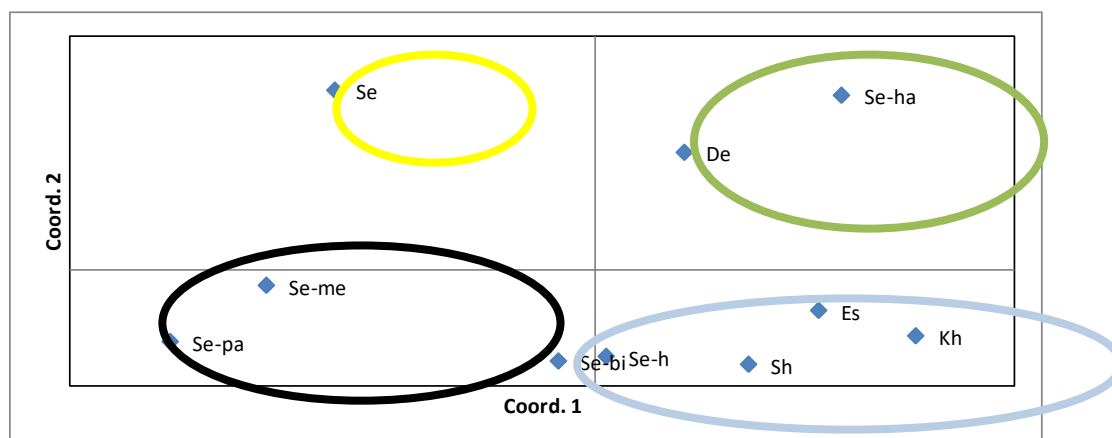 Se
Se-ha
De
Coord. 2
Se-me
Es
Se-pa
Kh
Se-bi
Se-h
Sh
Coord. 1